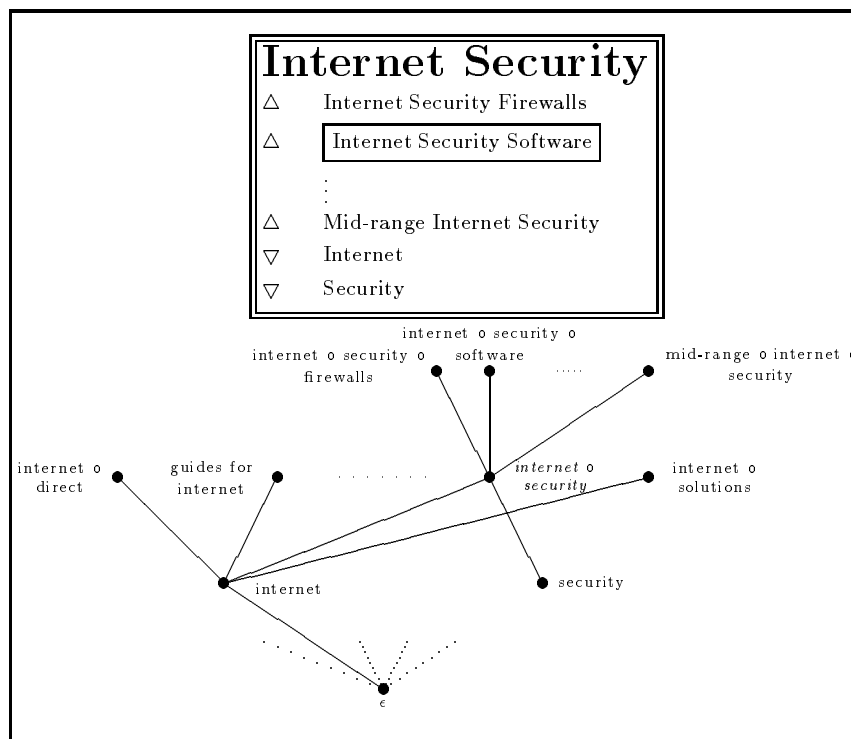 Internet Security
△ Internet Security Firewalls
△ Internet Security Software
⋮
△ Mid-range Internet Security
▽ Internet
▽ Security
internet o security o
software
internet o security o
firewalls
.....
mid-range o internet o
security
internet o
direct
guides for
internet
. . . . . . .
internet o
security
internet o
solutions
internet
security
ϵ